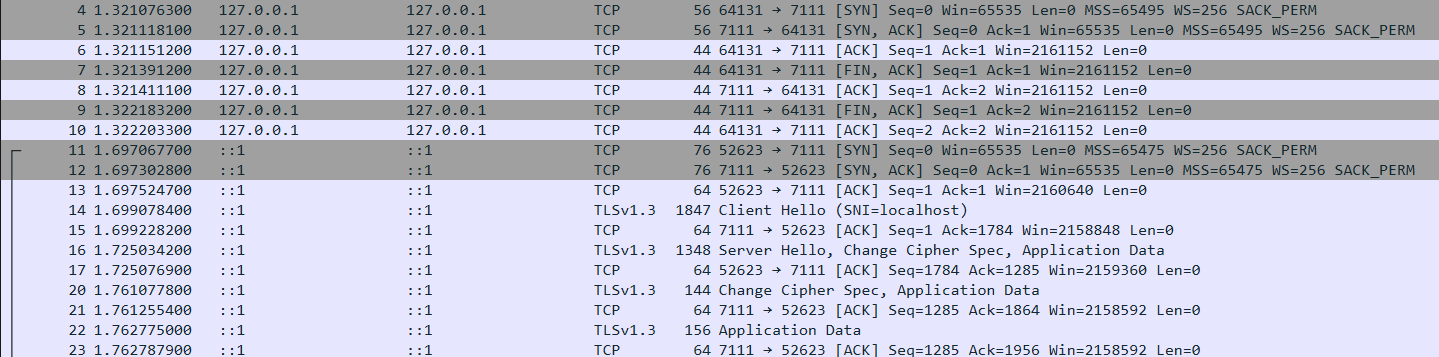 4 1.321076300 127.0.0.1 127.0.0.1 TCP 56 64131 → 7111 [SYN] Seq=0 Win=65535 Len=0 MSS=65495 WS=256 SACK_PERM
5 1.321118100 127.0.0.1 127.0.0.1 TCP 56 7111 → 64131 [SYN, ACK] Seq=0 Ack=1 Win=65535 Len=0 MSS=65495 WS=256 SACK_PERM
6 1.321151200 127.0.0.1 127.0.0.1 TCP 44 64131 → 7111 [ACK] Seq=1 Ack=1 Win=2161152 Len=0
7 1.321391200 127.0.0.1 127.0.0.1 TCP 44 64131 → 7111 [FIN, ACK] Seq=1 Ack=1 Win=2161152 Len=0
8 1.321411100 127.0.0.1 127.0.0.1 TCP 44 7111 → 64131 [ACK] Seq=1 Ack=2 Win=2161152 Len=0
9 1.322183200 127.0.0.1 127.0.0.1 TCP 44 7111 → 64131 [FIN, ACK] Seq=1 Ack=2 Win=2161152 Len=0
10 1.322203300 127.0.0.1 127.0.0.1 TCP 44 64131 → 7111 [ACK] Seq=2 Ack=2 Win=2161152 Len=0
11 1.697067700 ::1 ::1 TCP 76 52623 → 7111 [SYN] Seq=0 Win=65535 Len=0 MSS=65475 WS=256 SACK_PERM
12 1.697302800 ::1 ::1 TCP 76 7111 → 52623 [SYN, ACK] Seq=0 Ack=1 Win=65535 Len=0 MSS=65475 WS=256 SACK_PERM
13 1.697524700 ::1 ::1 TCP 64 52623 → 7111 [ACK] Seq=1 Ack=1 Win=2160640 Len=0
14 1.699078400 ::1 ::1 TLSv1.3 1847 Client Hello (SNI=localhost)
15 1.699228200 ::1 ::1 TCP 64 7111 → 52623 [ACK] Seq=1 Ack=1784 Win=2158848 Len=0
16 1.725034200 ::1 ::1 TLSv1.3 1348 Server Hello, Change Cipher Spec, Application Data
17 1.725076900 ::1 ::1 TCP 64 52623 → 7111 [ACK] Seq=1784 Ack=1285 Win=2159360 Len=0
20 1.761077800 ::1 ::1 TLSv1.3 144 Change Cipher Spec, Application Data
21 1.761255400 ::1 ::1 TCP 64 7111 → 52623 [ACK] Seq=1285 Ack=1864 Win=2158592 Len=0
22 1.762775000 ::1 ::1 TLSv1.3 156 Application Data
23 1.762787900 ::1 ::1 TCP 64 7111 → 52623 [ACK] Seq=1285 Ack=1956 Win=2158592 Len=0